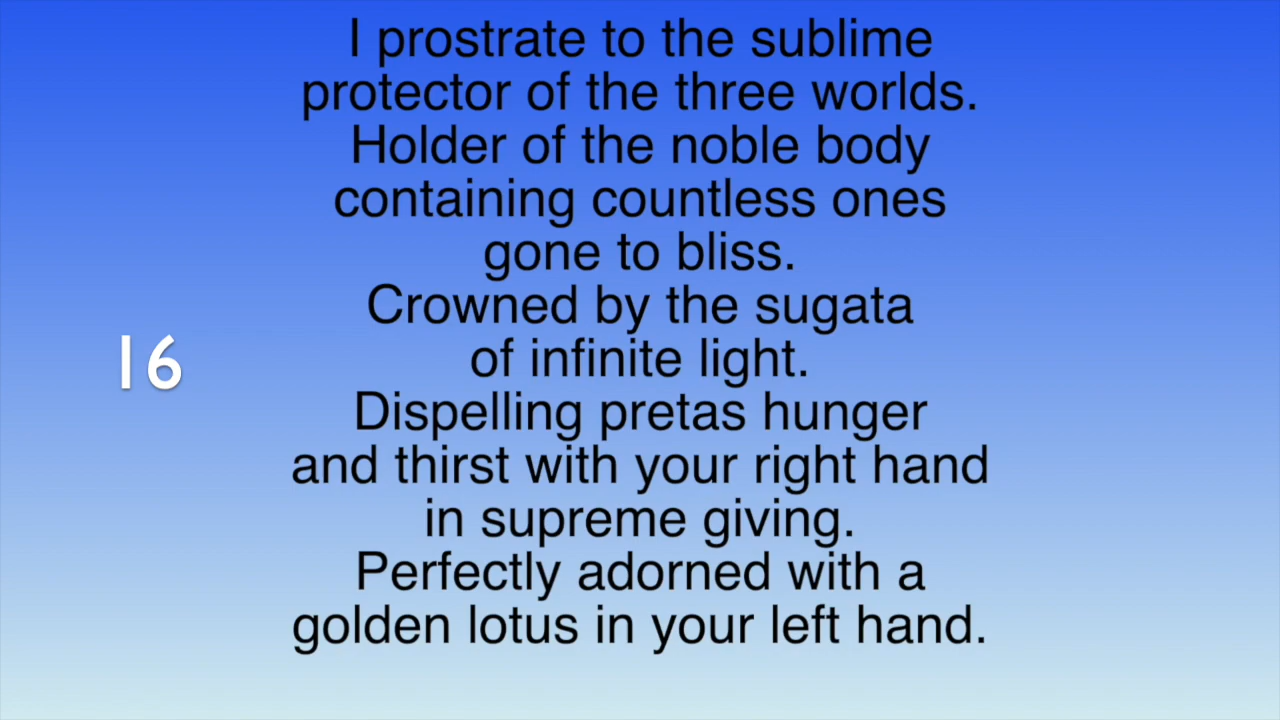 I prostrate to the sublime
protector of the three worlds.
Holder of the noble body
containing countless ones
gone to bliss.
Crowned by the sugata
of infinite light.
16
Dispelling pretas hunger
and thirst with your right hand
in supreme giving.
Perfectly adorned with a
golden lotus in your left hand.